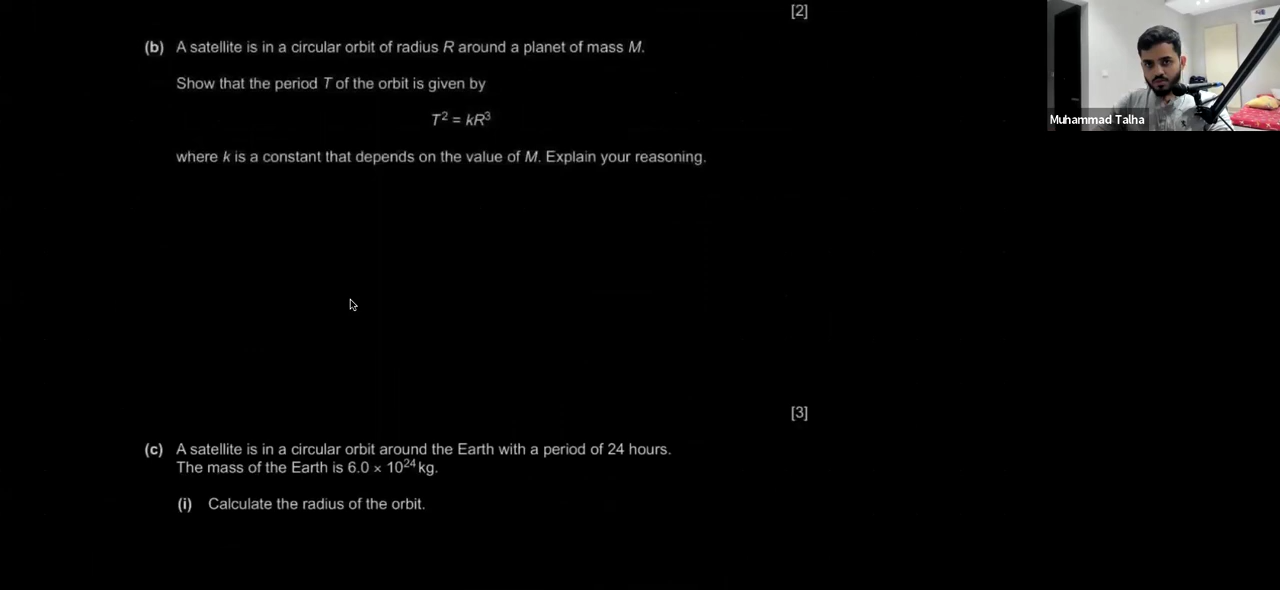 [2]
(b) A satellite is in a circular orbit of radius R around a planet of mass M.
Show that the period T of the orbit is given by
T² = kR³
where k is a constant that depends on the value of M. Explain your reasoning.
Muhammad Talha
[3]
(c) A satellite is in a circular orbit around the Earth with a period of 24 hours.
The mass of the Earth is 6.0 × 10²⁴ kg.
(i) Calculate the radius of the orbit.